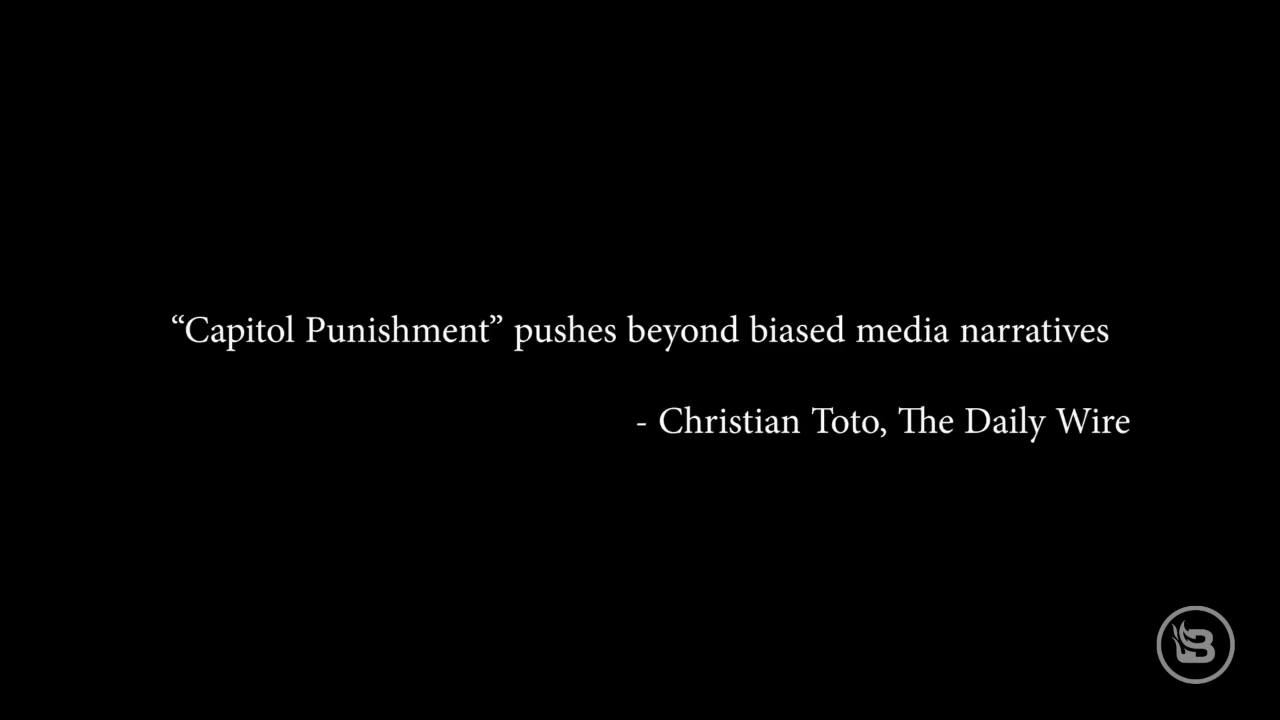 “Capitol Punishment” pushes beyond biased media narratives
- Christian Toto, The Daily Wire
B